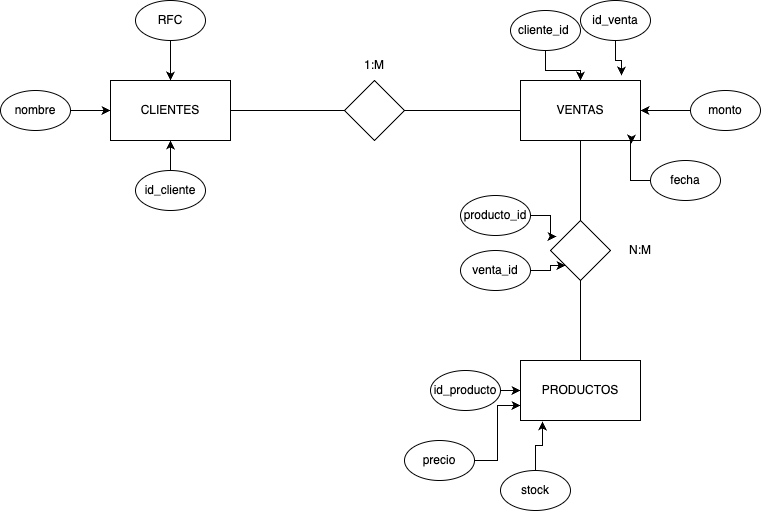 RFC
cliente_id
id_venta
1:M
nombre
CLIENTES
VENTAS
monto
id_cliente
fecha
producto_id
N:M
venta_id
id_producto
PRODUCTOS
precio
stock